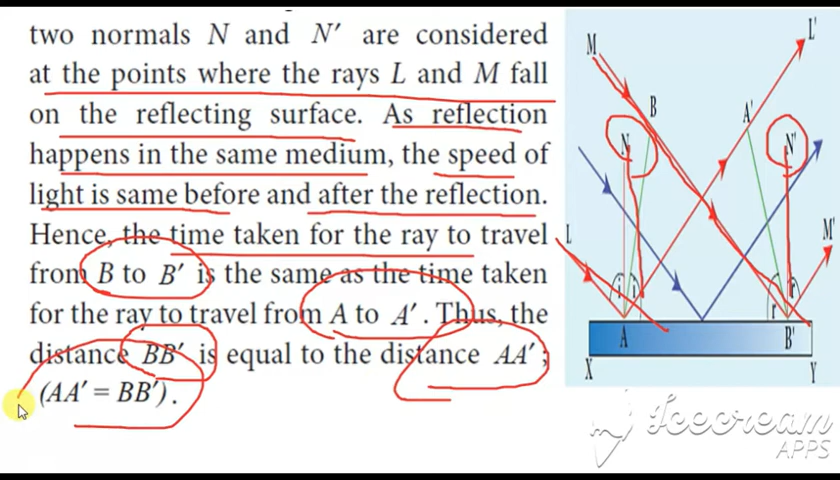 two normals N and N′ are considered
at the points where the rays L and M fall
on the reflecting surface. As reflection
happens in the same medium, the speed of
light is same before and after the reflection.
Hence, the time taken for the ray to travel
from B to B′ is the same as the time taken
for the ray to travel from A to A′. Thus, the
distance BB′ is equal to the distance AA′;
(AA′ = BB′).
M
L′
B
A′
N
N′
L
M′
i
i
r
r
A
B′
X
Y
Icecream
APPS